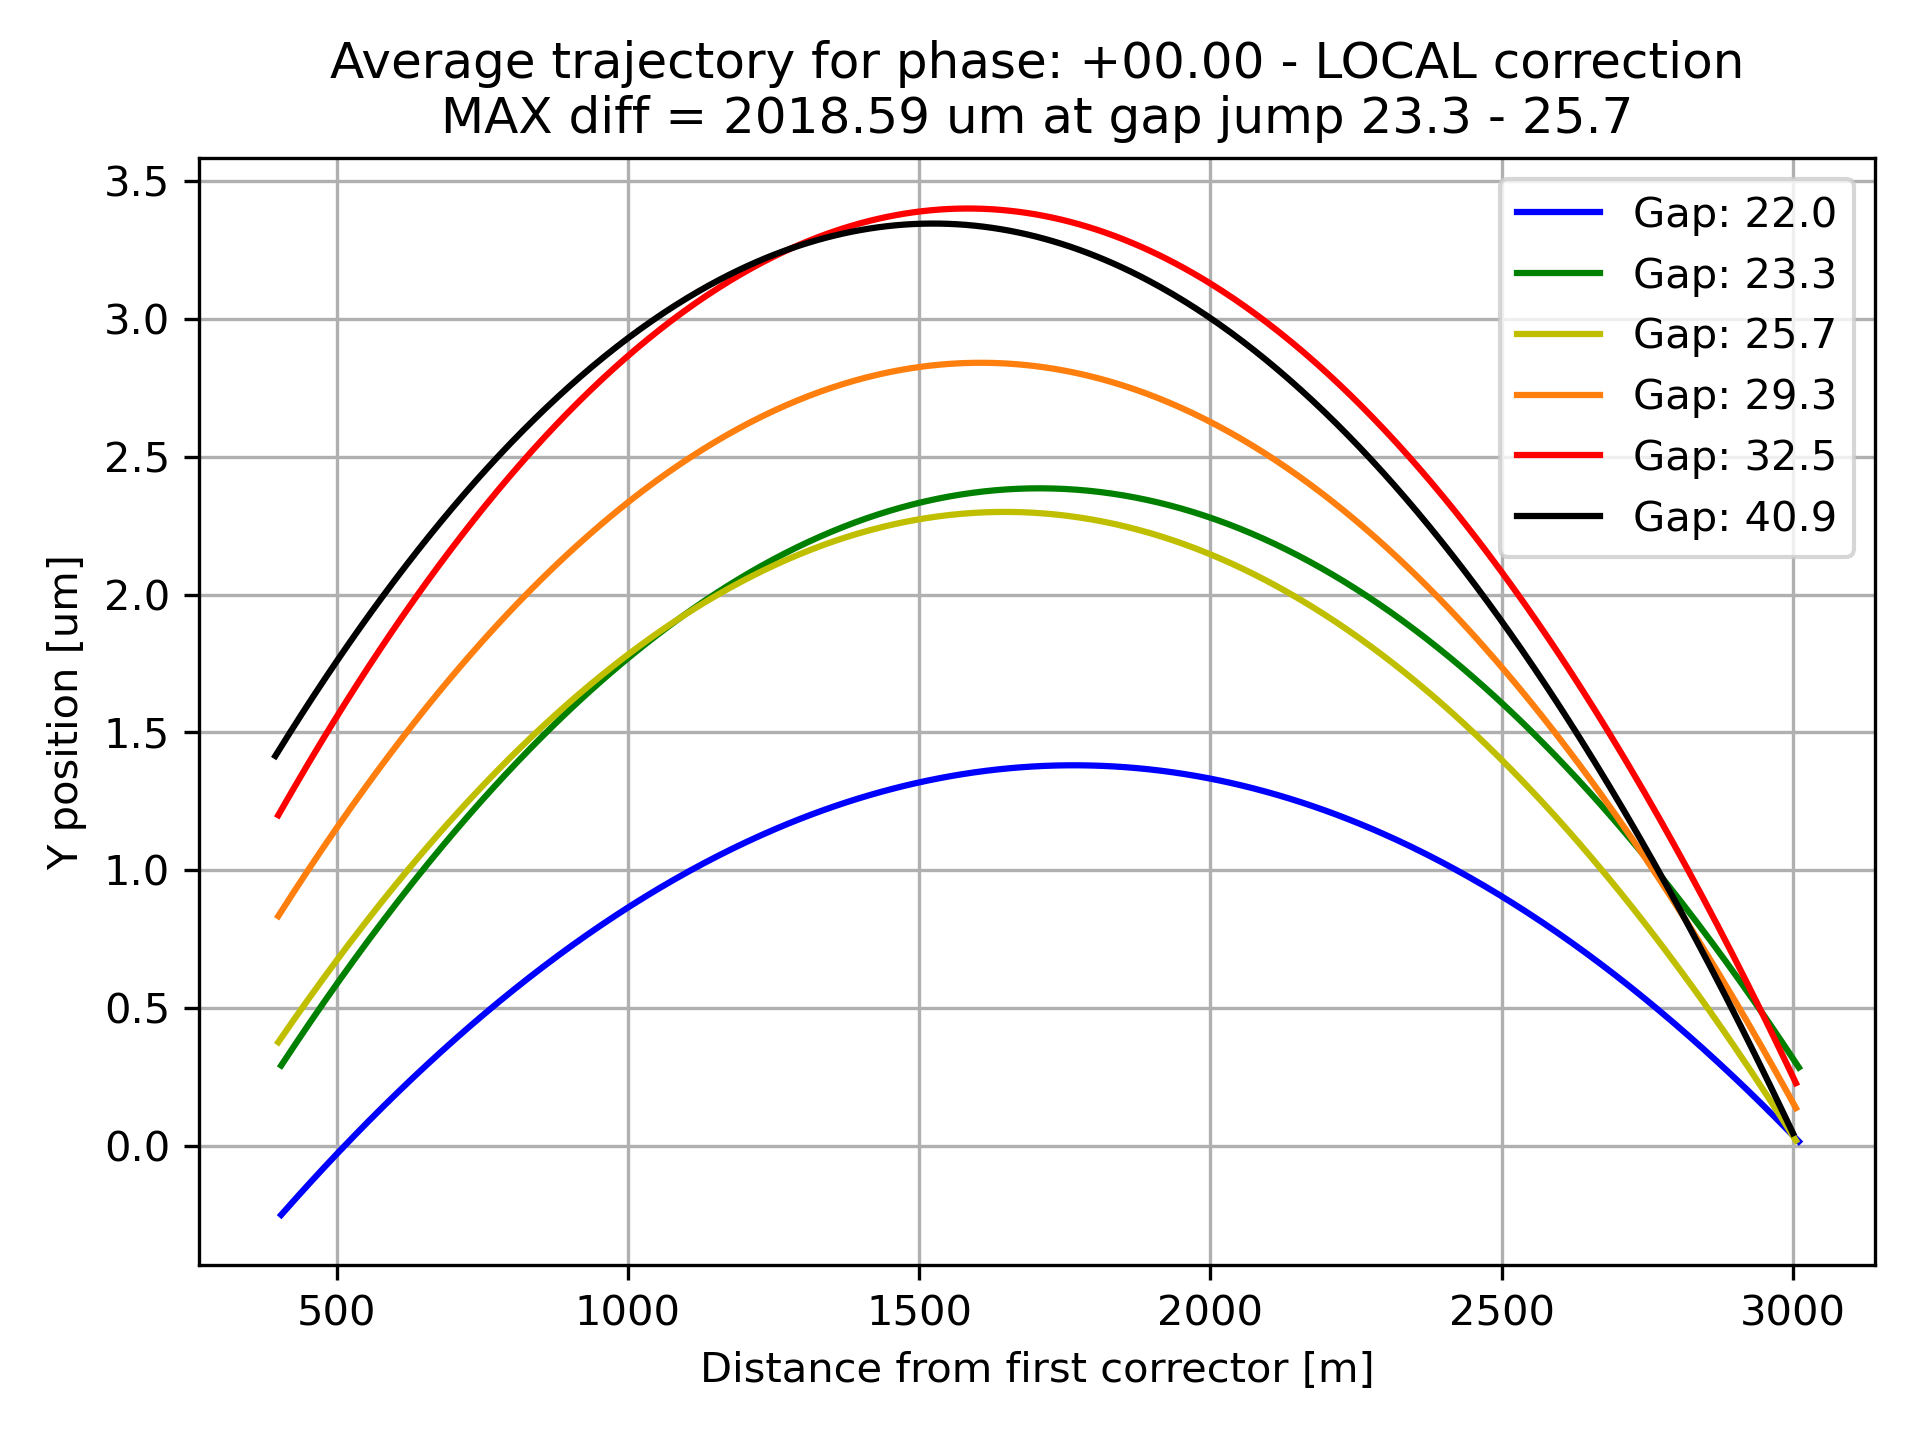 Average trajectory for phase: +00.00 - LOCAL correction
MAX diff = 2018.59 um at gap jump 23.3 - 25.7
3.5
3.0
2.5
2.0
1.5
1.0
0.5
0.0
Y position [um]
Gap: 22.0
Gap: 23.3
Gap: 25.7
Gap: 29.3
Gap: 32.5
Gap: 40.9
500
1000
1500
2000
2500
3000
Distance from first corrector [m]